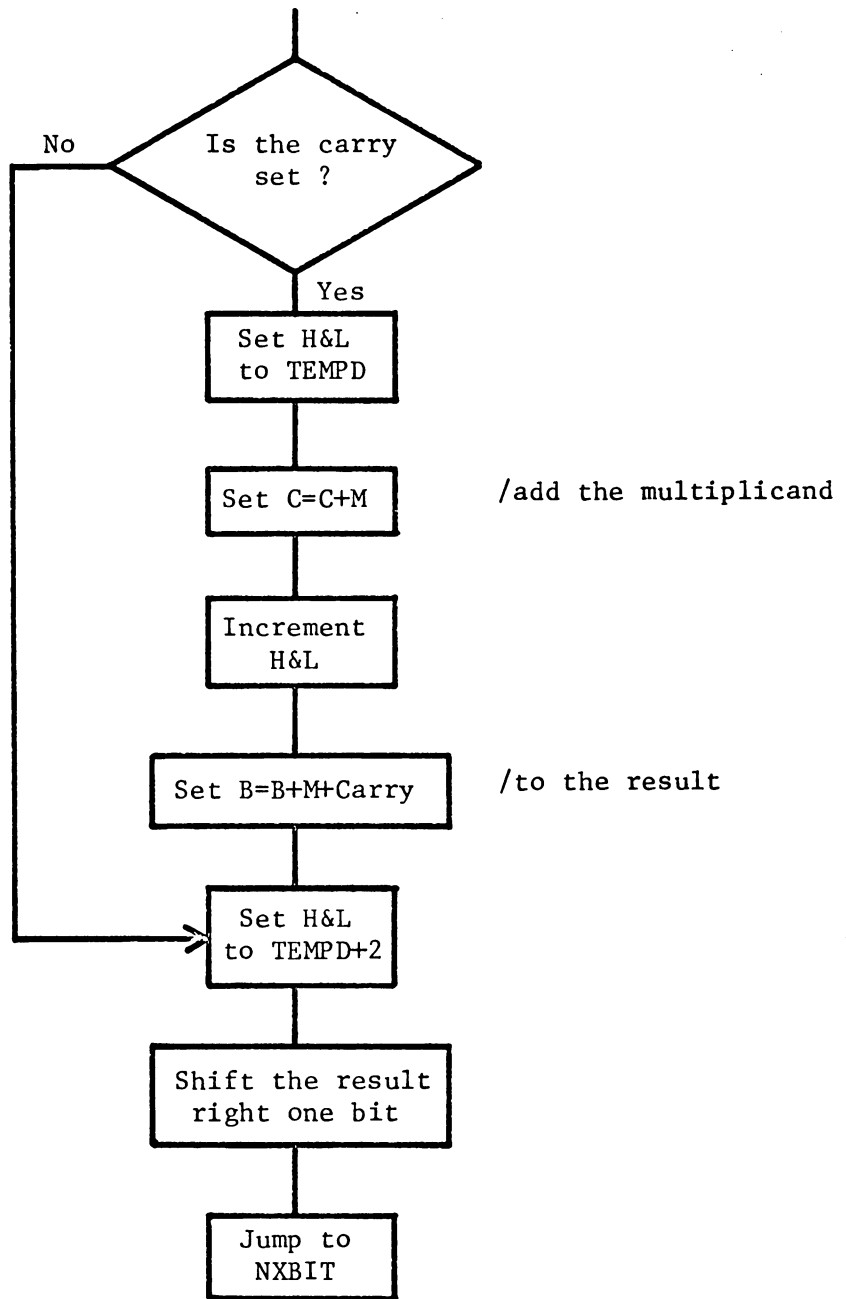 No
Is the carry
set ?
Yes
Set H&L
to TEMPD
Set C=C+M
/add the multiplicand
Increment
H&L
Set B=B+M+Carry
/to the result
Set H&L
to TEMPD+2
Shift the result
right one bit
Jump to
NXBIT